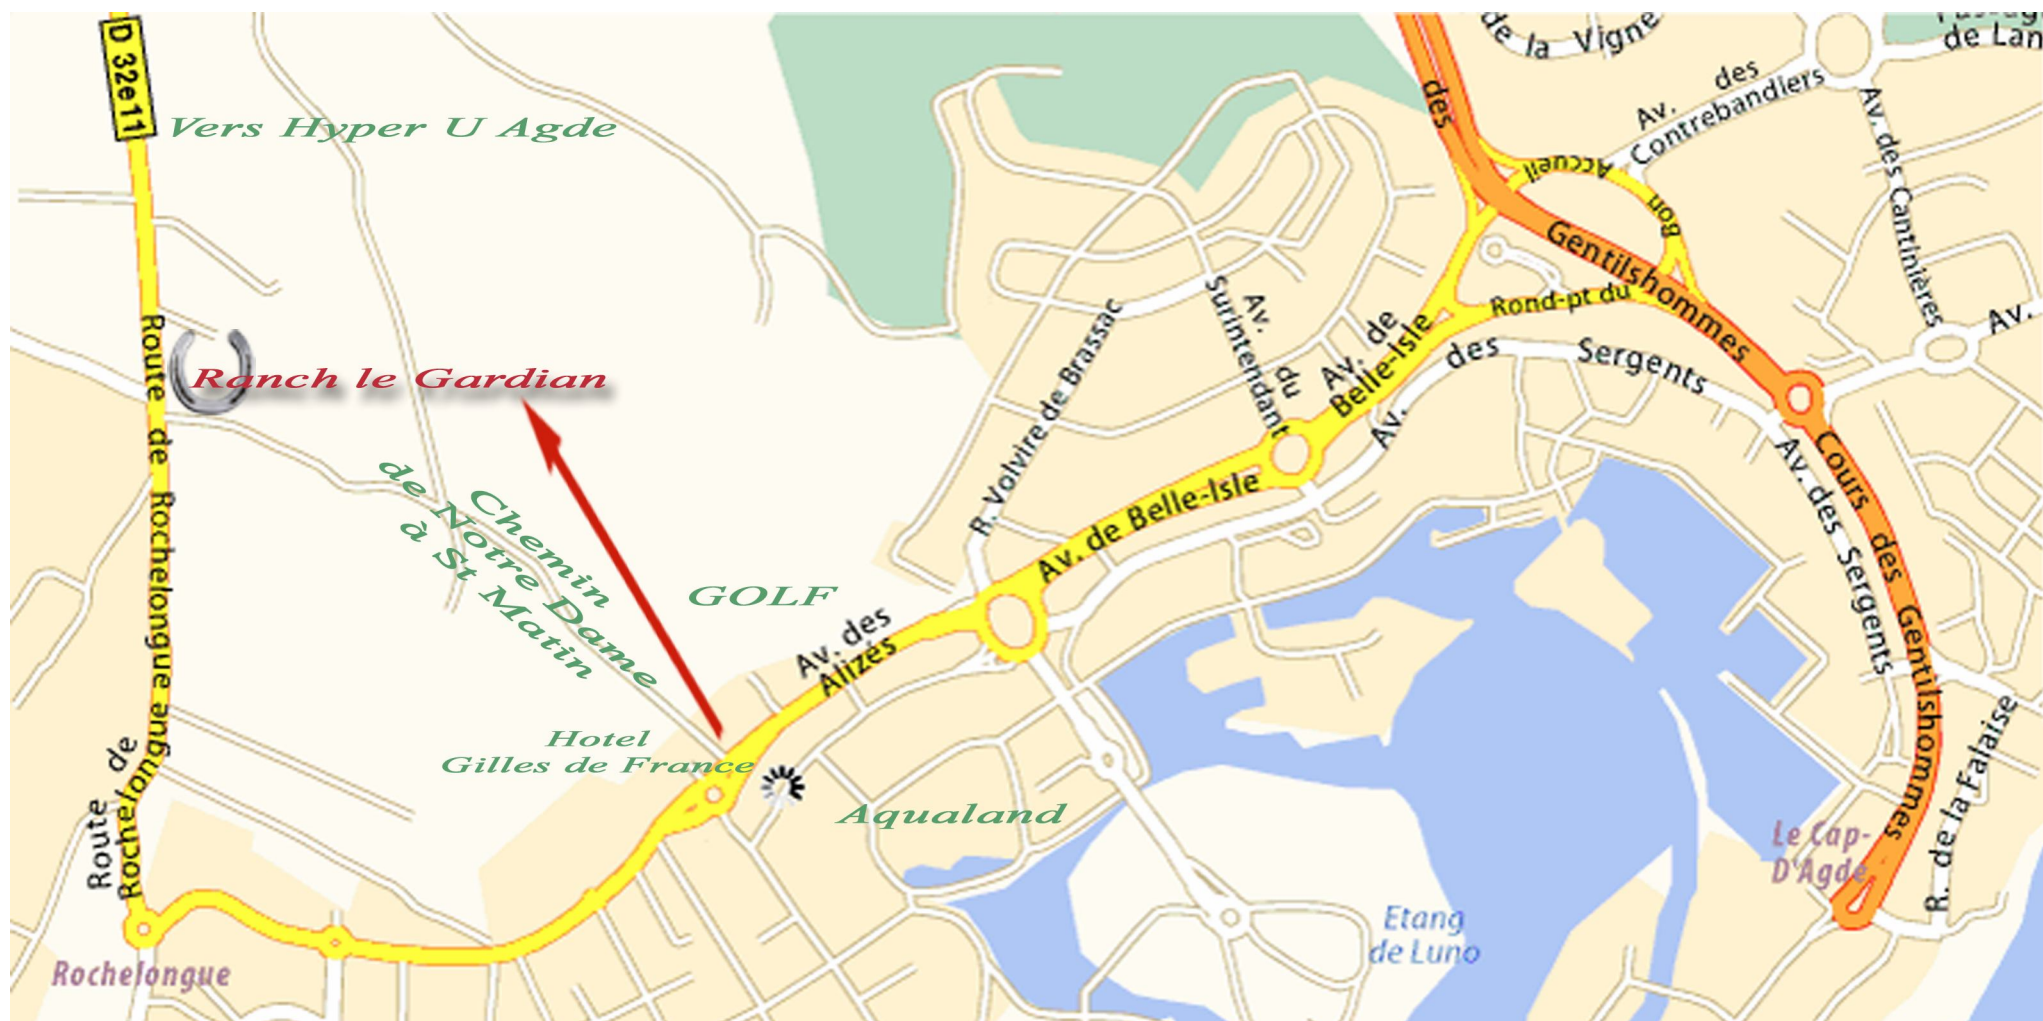 D 32e11
Vers Hyper U Agde
de la Vigne
de Lan
des
Av. des
Contrebandiers
Av. des Cantinières
Bon
Accueil
Gentilshommes
Rond-pt du
Av.
Route de Rochelongue
Ranch le Gardian
R. Volvire de Brassac
Av. du
Surintendant
Av. de
Belle-Isle
Av. des Sergents
Av. de Belle-Isle
Cours des Gentilshommes
Av. des Sergents
Chemin
de Notre Dame
à St Matin
GOLF
Av. des
Alizés
Hotel
Gilles de France
Aqualand
Route de
Rochelongue
R. de la Falaise
Le Cap-
D'Agde
Etang
de Luno
Rochelongue